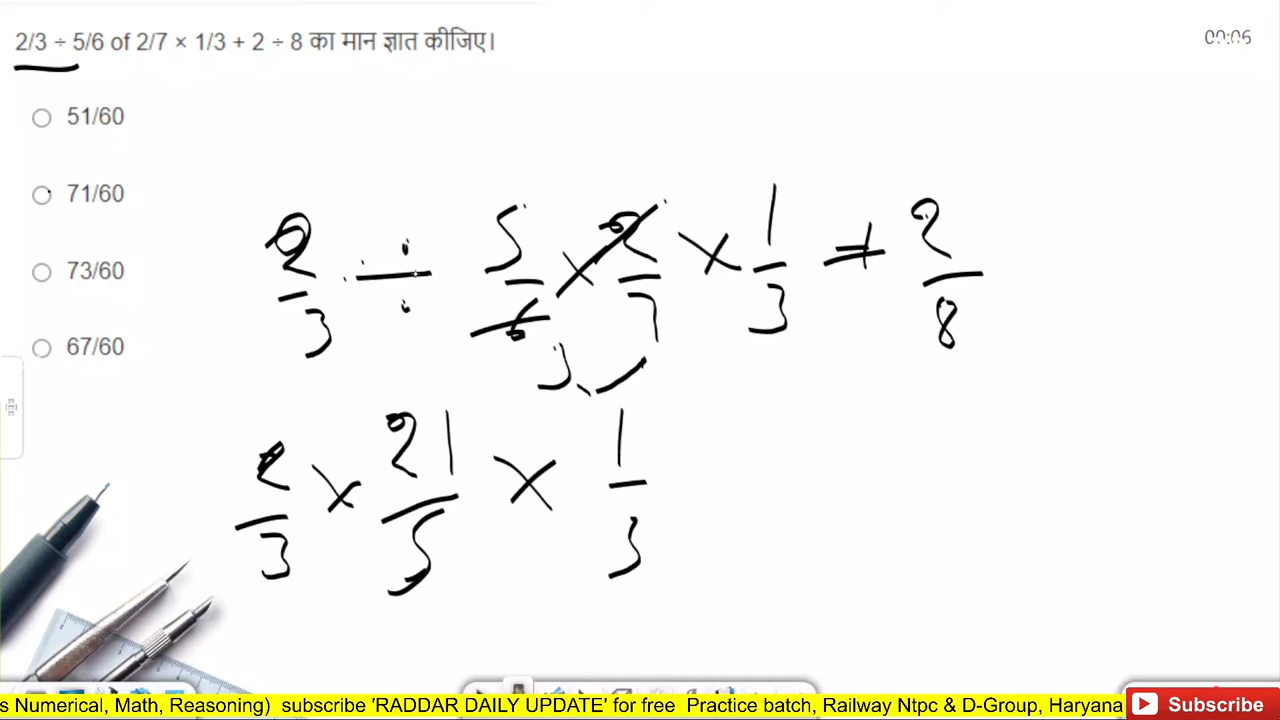 2/3 ÷ 5/6 of 2/7 × 1/3 + 2 ÷ 8 का मान ज्ञात कीजिए।
00:06
51/60
71/60
73/60
67/60
2/3 ÷ 5/6 × 2/7 × 1/3 + 2/8
3
2/3 × 21/5 × 1/3
s Numerical, Math, Reasoning) subscribe 'RADDAR DAILY UPDATE' for free Practice batch, Railway Ntpc & D-Group, Haryana
Subscribe